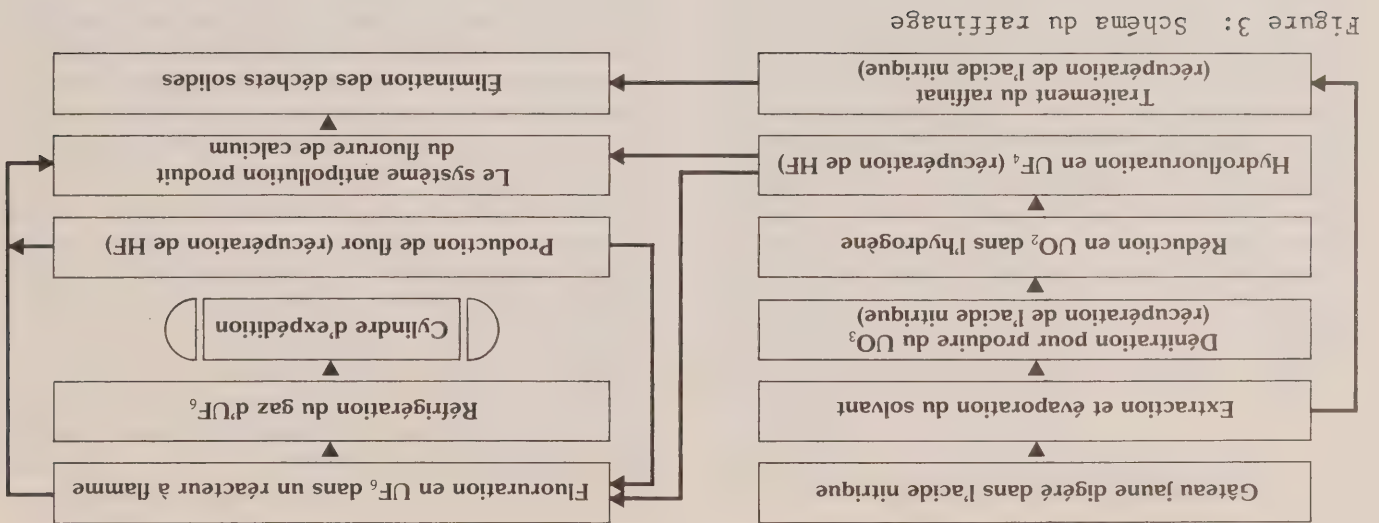 Gâteau jaune digéré dans l'acide nitrique
Extraction et évaporation du solvant
Dénitration pour produire du UO₃
(récupération de l'acide nitrique)
Réduction en UO₂ dans l'hydrogène
Hydrofluoruration en UF₄ (récupération de HF)
Traitement du raffinat
(récupération de l'acide nitrique)
Fluoruration en UF₆ dans un réacteur à flamme
Réfrigération du gaz d'UF₆
Cylindre d'expédition
Production de fluor (récupération de HF)
Le système antipollution produit
du fluorure de calcium
Élimination des déchets solides
Figure 3: Schéma du raffinage